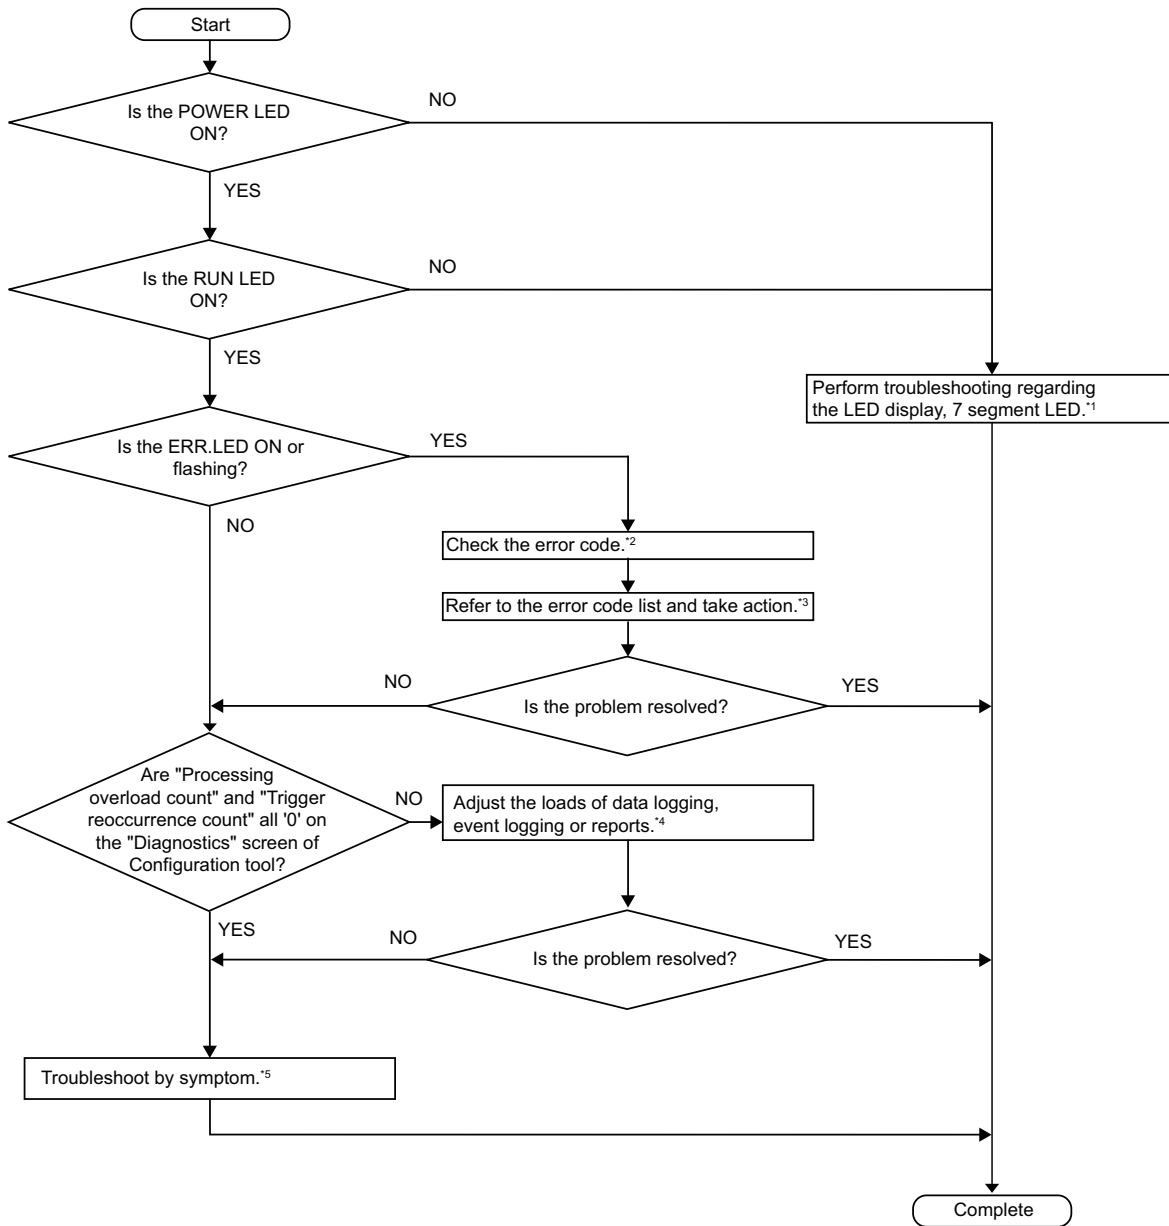 Start
Is the POWER LED
ON?
NO
YES
Is the RUN LED
ON?
NO
YES
Perform troubleshooting regarding
the LED display, 7 segment LED.*1
Is the ERR.LED ON or
flashing?
YES
NO
Check the error code.*2
Refer to the error code list and take action.*3
NO
Is the problem resolved?
YES
Are "Processing
overload count" and "Trigger
reoccurrence count" all '0' on
the "Diagnostics" screen of
Configuration tool?
NO
Adjust the loads of data logging,
event logging or reports.*4
YES
NO
Is the problem resolved?
YES
Troubleshoot by symptom.*5
Complete